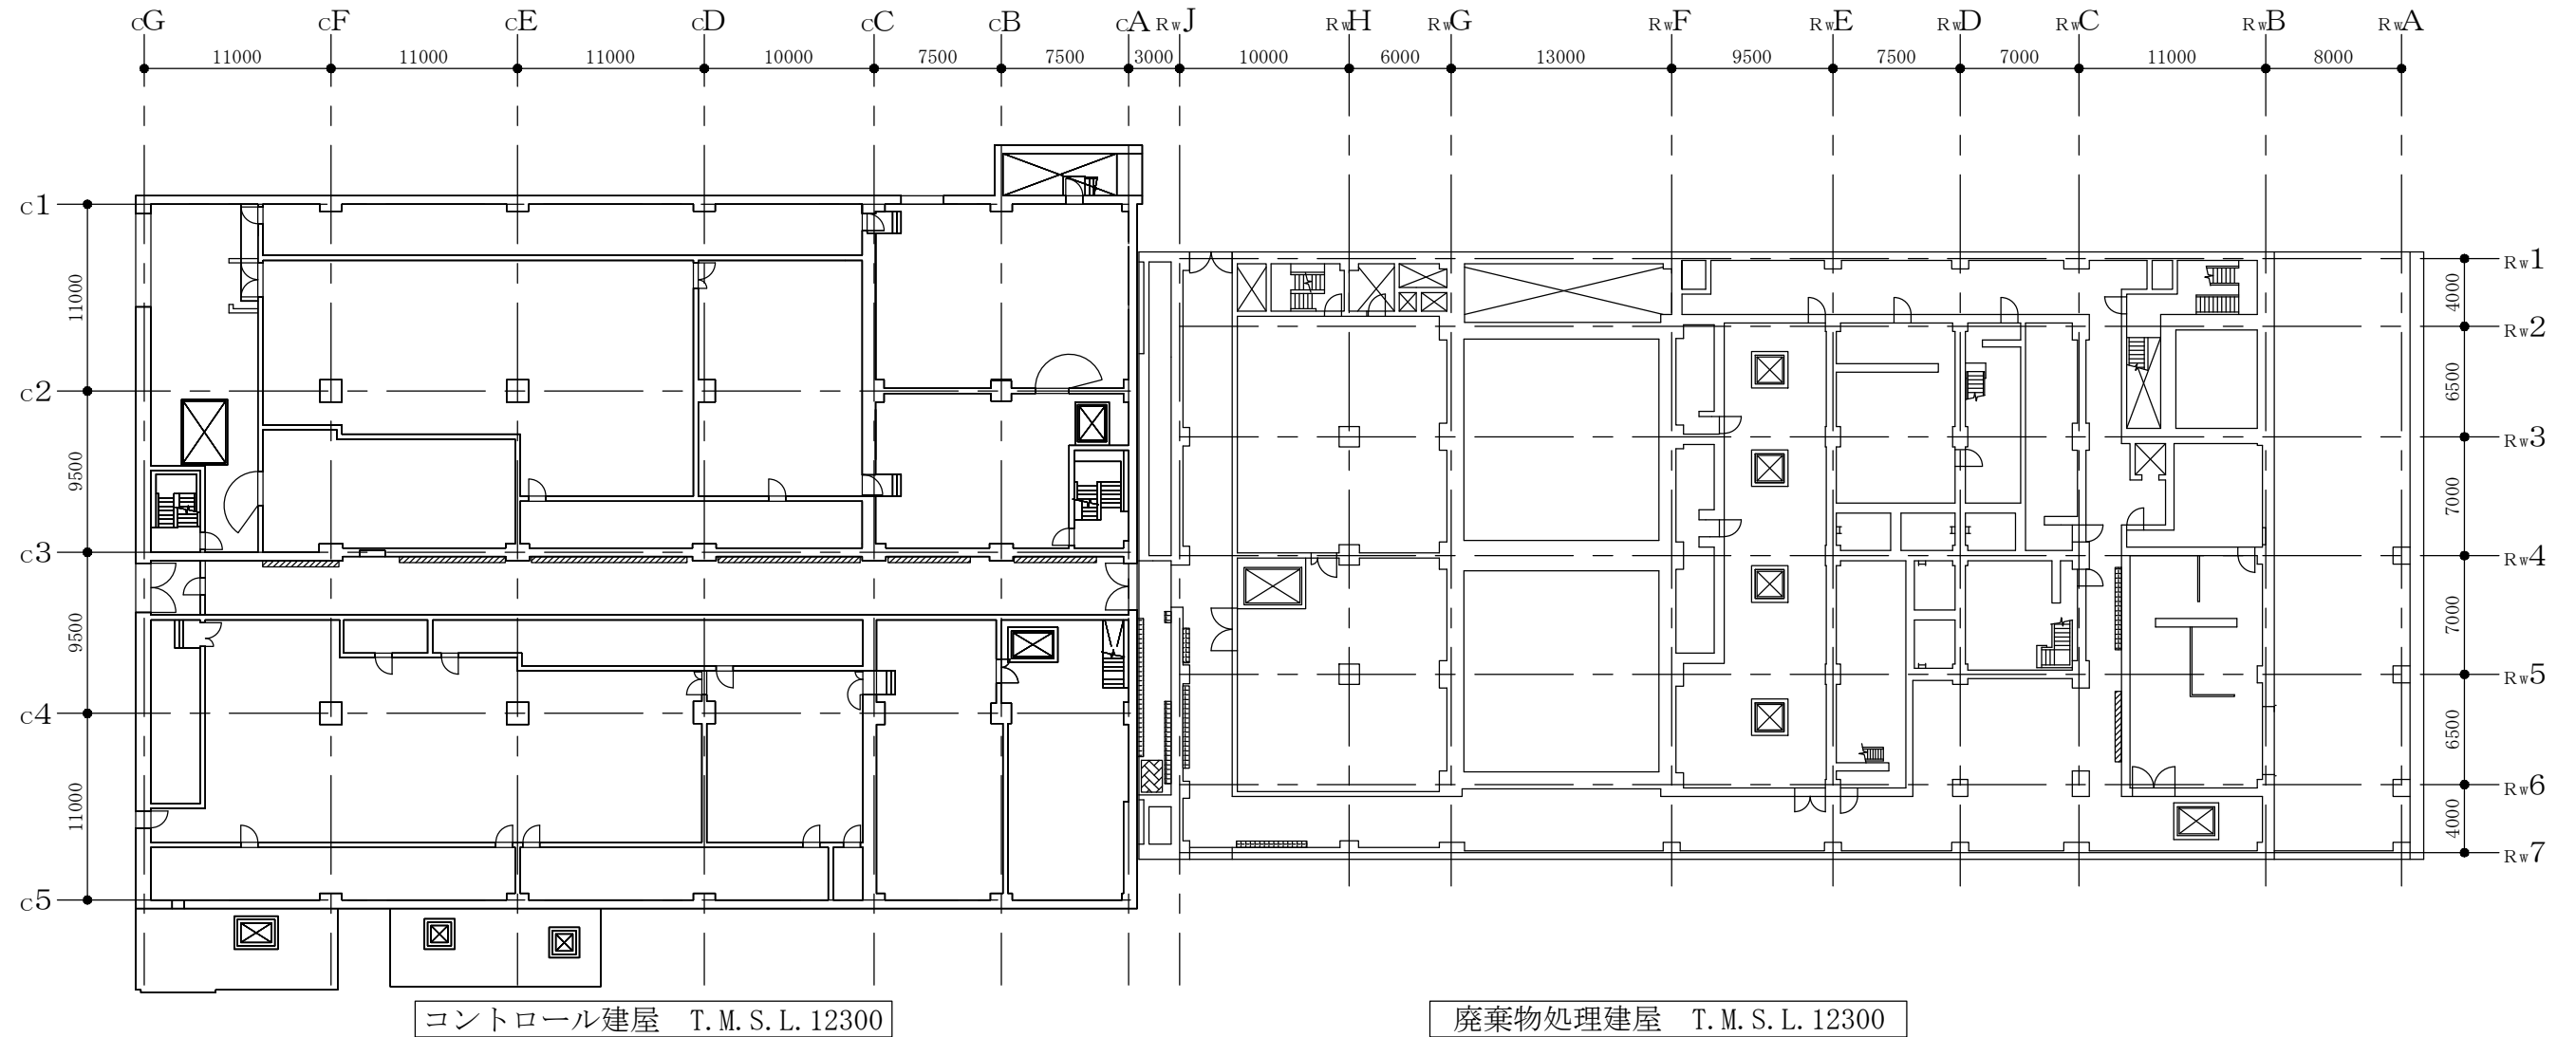 cG cF cE cD cC cB cA RwJ RwH RwG RwF RwE RwD RwC RwB RwA
11000 11000 11000 10000 7500 7500 3000 10000 6000 13000 9500 7500 7000 11000 8000
c1
Rw1
11000
4000
Rw2
c2
6500
Rw3
9500
7000
c3
Rw4
9500
7000
Rw5
c4
6500
Rw6
11000
4000
Rw7
c5
コントロール建屋 T.M.S.L.12300
廃棄物処理建屋 T.M.S.L.12300